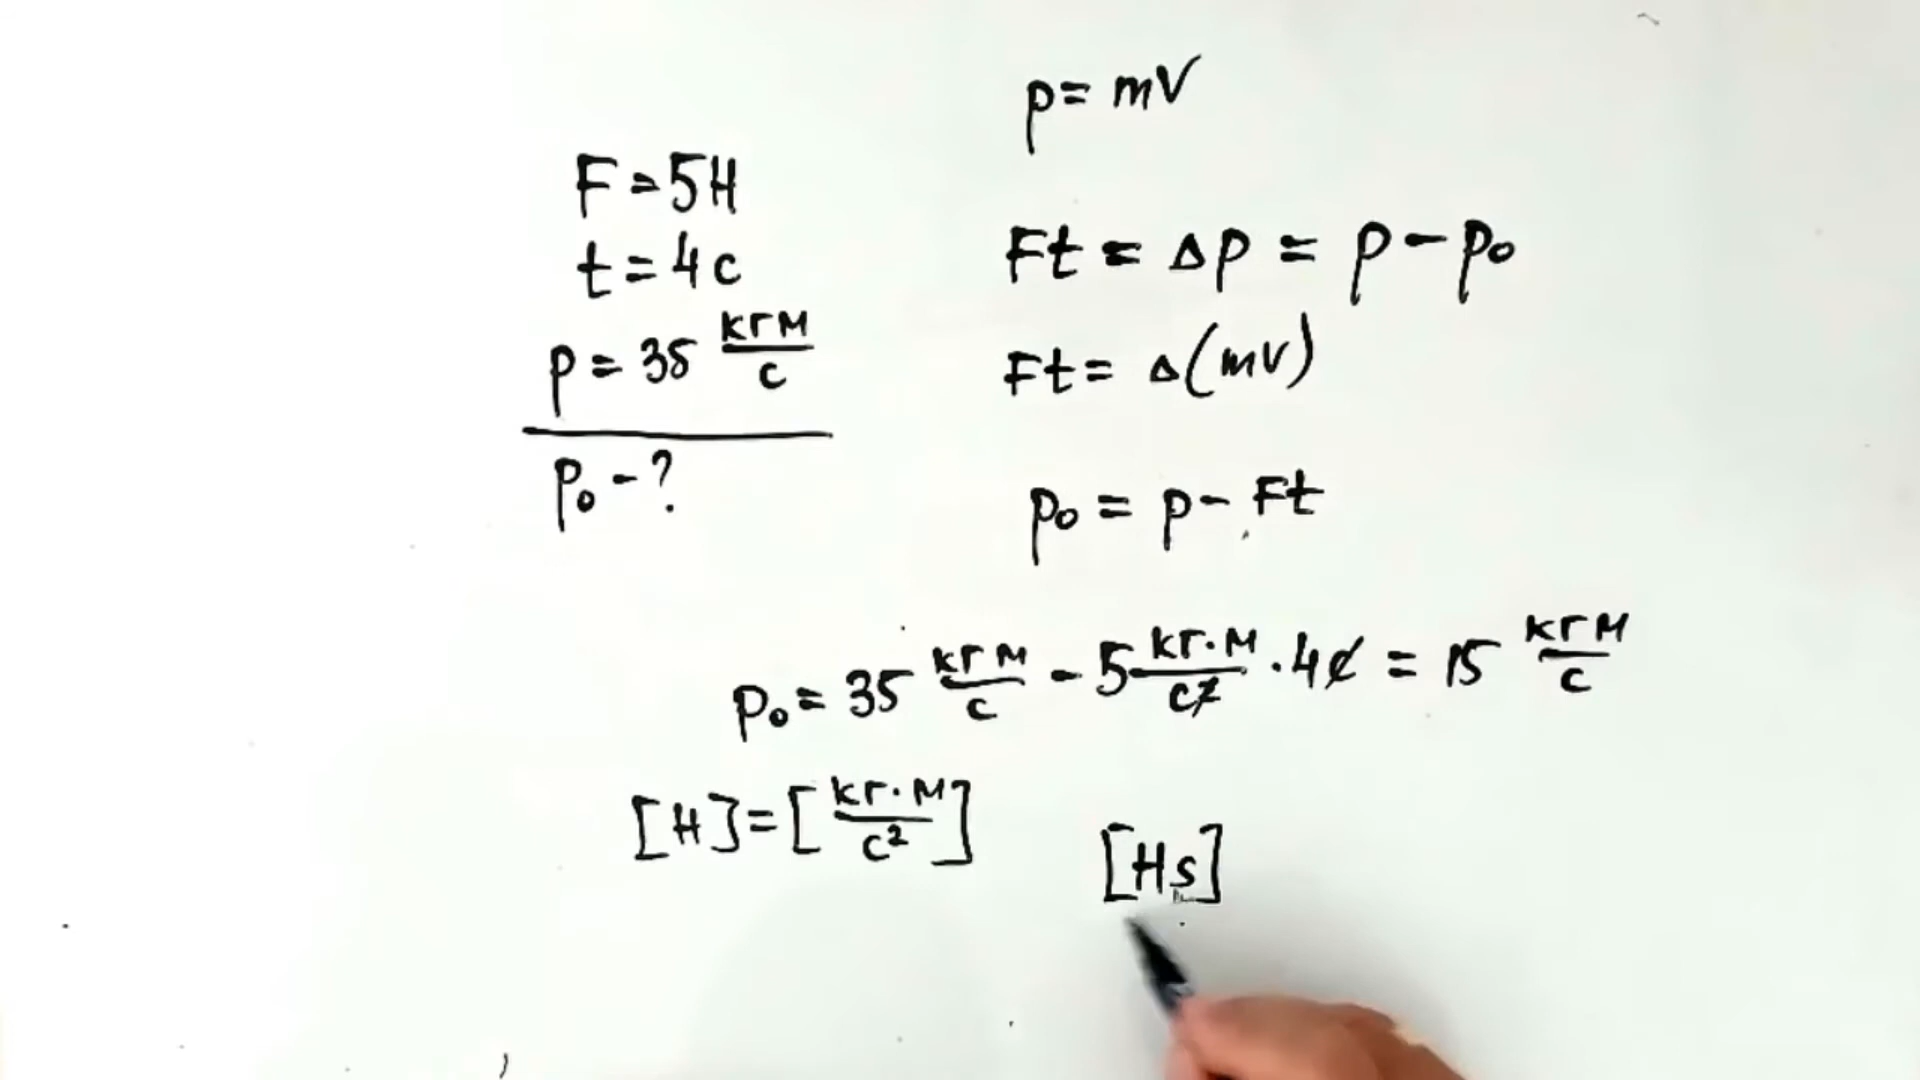 F = 5H
t = 4c
p = 35 кгм/c
p₀ - ?
p = mV
Ft = Δp = p - p₀
Ft = Δ(mV)
p₀ = p - Ft
p₀ = 35 кгм/c - 5 кг·м/c² · 4c = 15 кгм/c
[H] = [кг·м/c²]
[Hs]